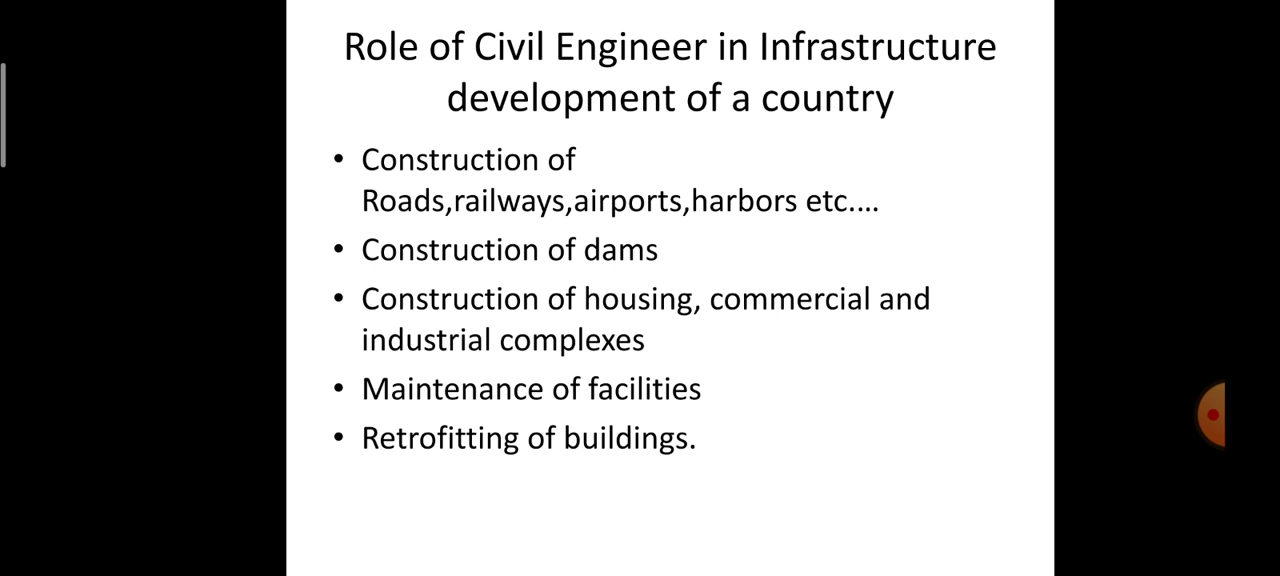 Role of Civil Engineer in Infrastructure
development of a country
• Construction of
Roads,railways,airports,harbors etc....
• Construction of dams
• Construction of housing, commercial and
industrial complexes
• Maintenance of facilities
• Retrofitting of buildings.